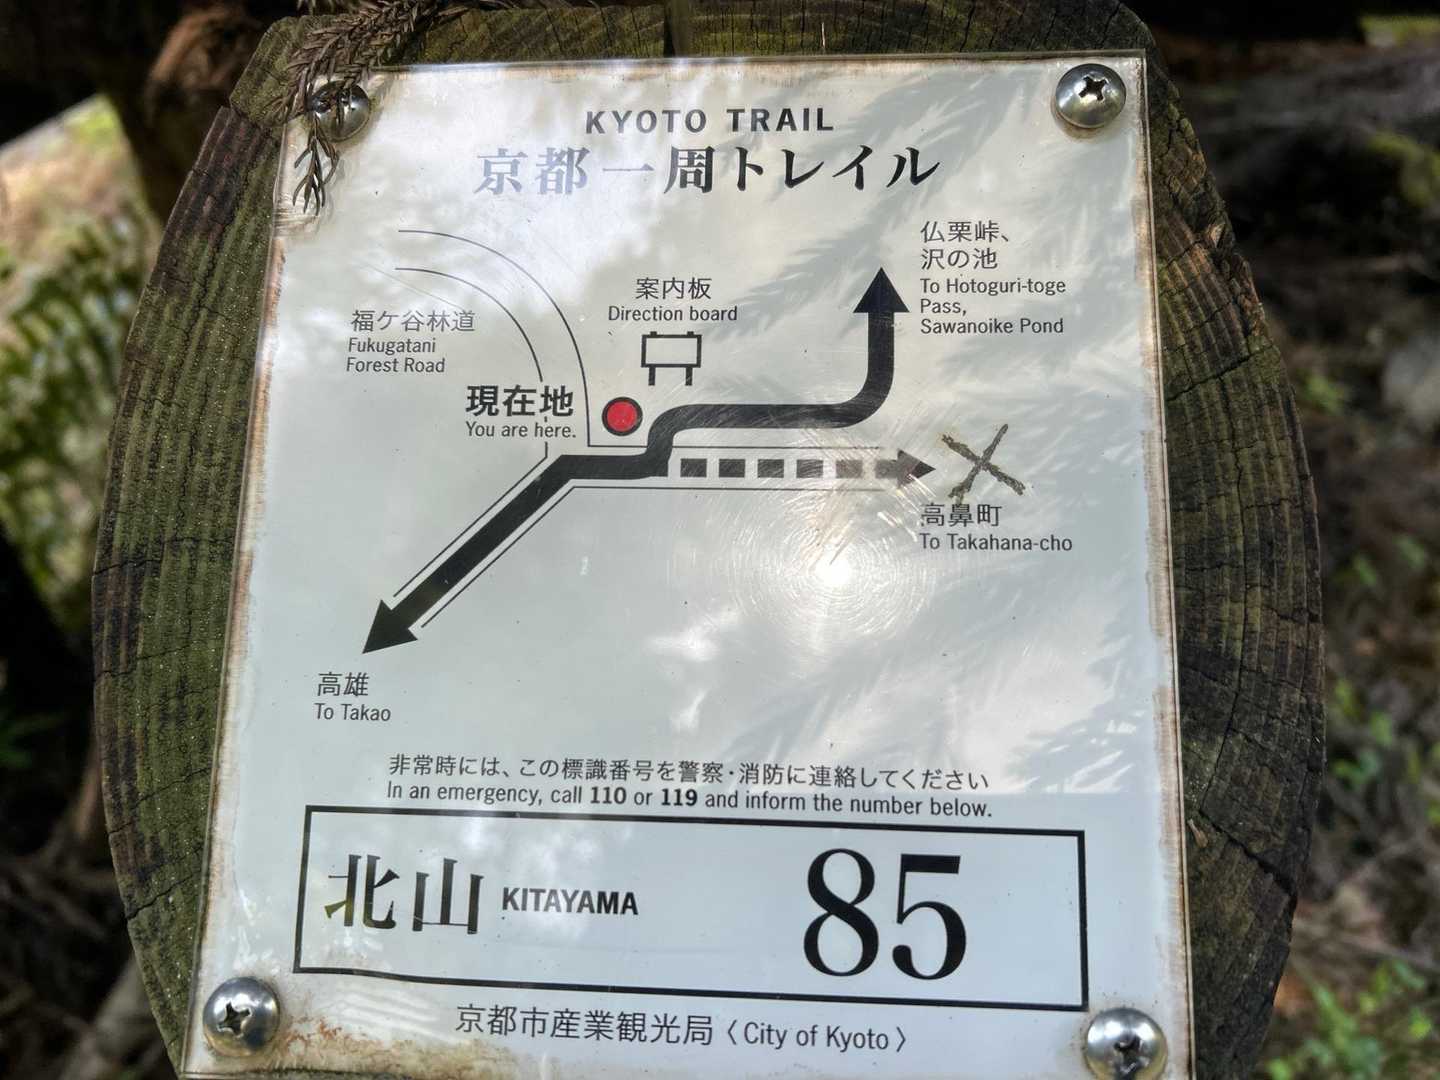 KYOTO TRAIL
京都一周トレイル
仏栗峠、
沢の池
To Hotoguri-toge
Pass,
Sawanoike Pond
案内板
Direction board
福ケ谷林道
Fukugatani
Forest Road
現在地
You are here.
高鼻町
To Takahana-cho
高雄
To Takao
非常時には、この標識番号を警察・消防に連絡してください
In an emergency, call 110 or 119 and inform the number below.
北山 KITAYAMA 85
京都市産業観光局〈City of Kyoto〉